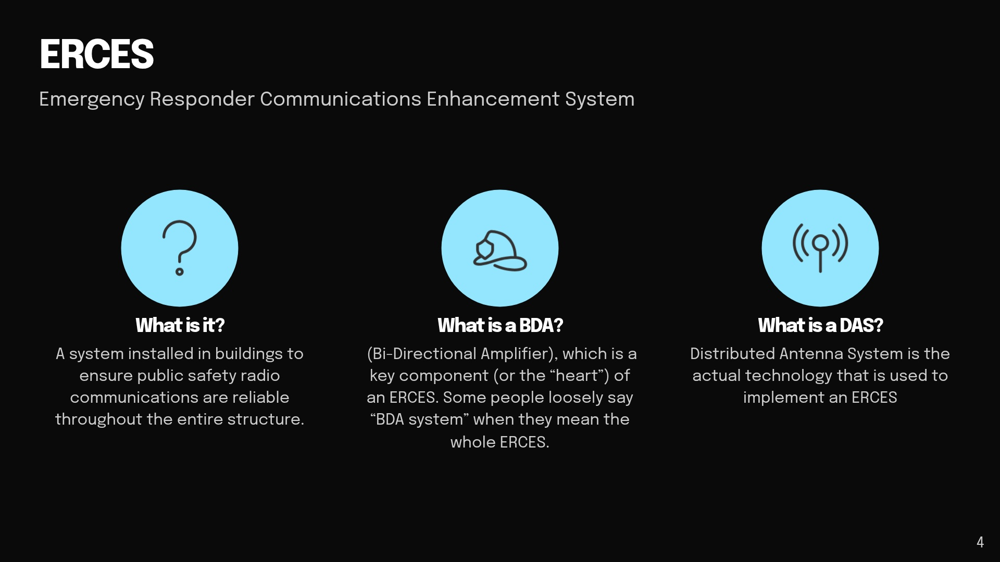 ERCES
Emergency Responder Communications Enhancement System
What is it?
A system installed in buildings to
ensure public safety radio
communications are reliable
throughout the entire structure.
What is a BDA?
(Bi-Directional Amplifier), which is a
key component (or the “heart”) of
an ERCES. Some people loosely say
“BDA system” when they mean the
whole ERCES.
What is a DAS?
Distributed Antenna System is the
actual technology that is used to
implement an ERCES
4